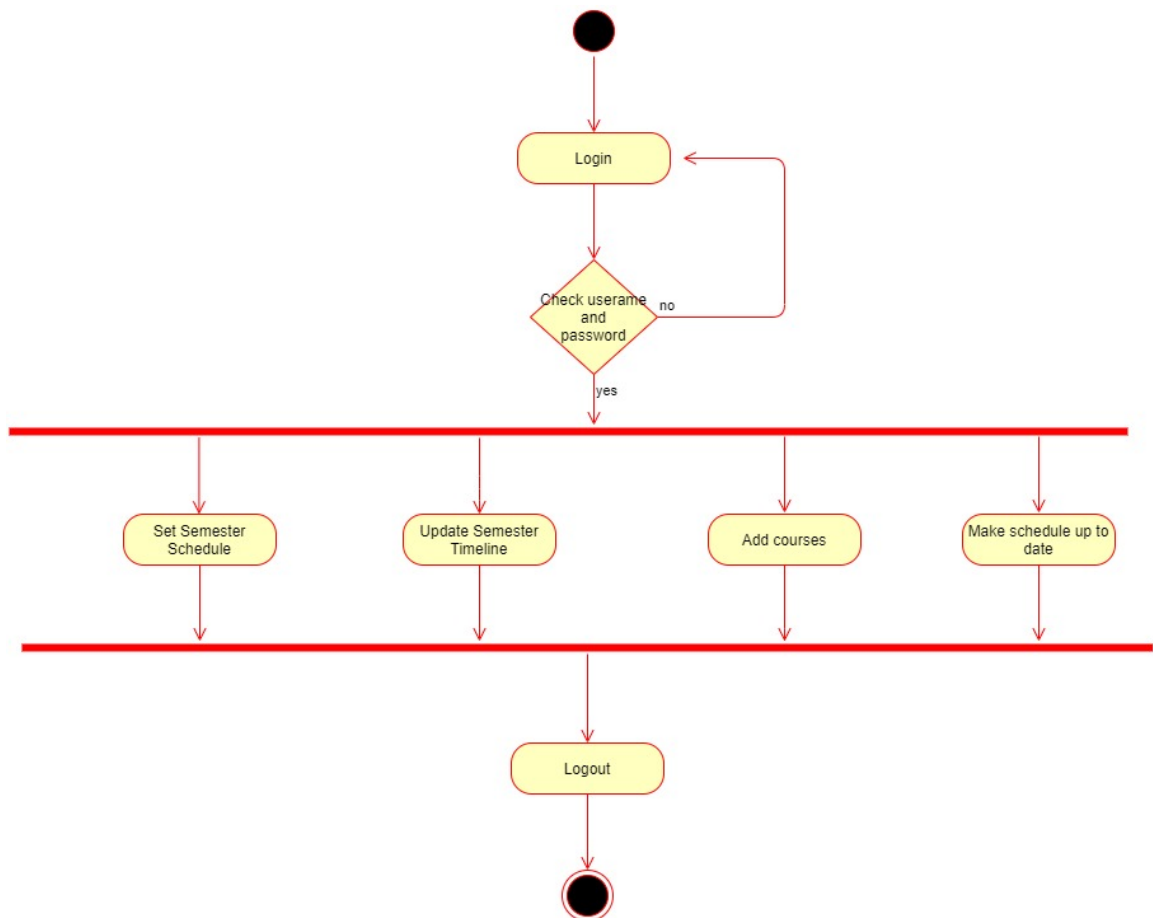 Login
Check userame
and
password
no
yes
Set Semester
Schedule
Update Semester
Timeline
Add courses
Make schedule up to
date
Logout